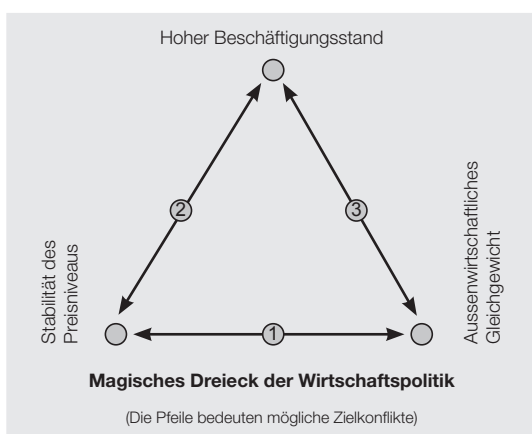 Hoher Beschäftigungsstand
2
3
Stabilität des
Preisniveaus
Aussenwirtschaftliches
Gleichgewicht
1
Magisches Dreieck der Wirtschaftspolitik
(Die Pfeile bedeuten mögliche Zielkonflikte)